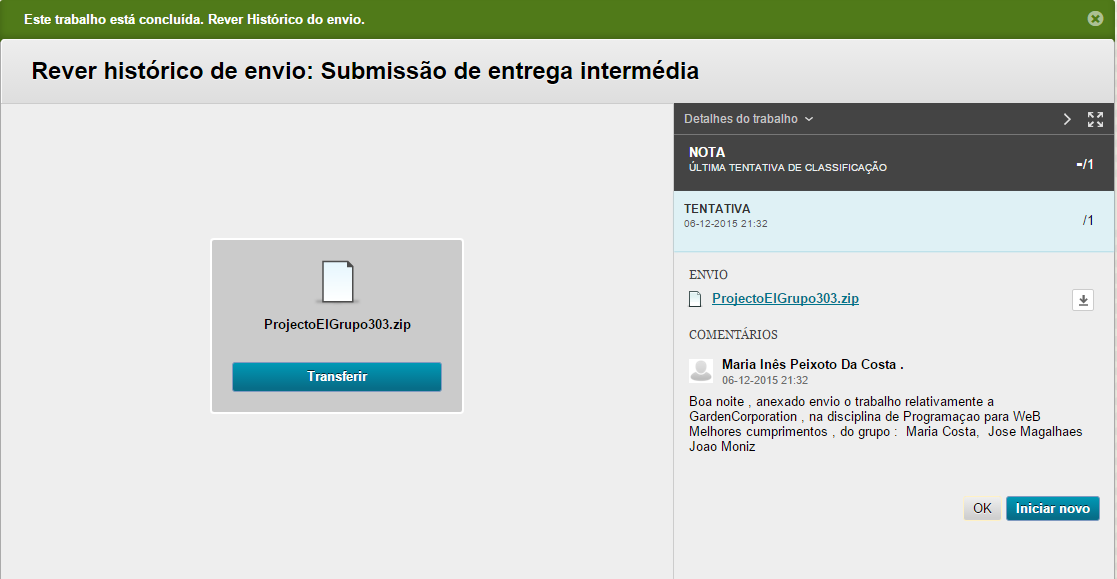 Este trabalho está concluída. Rever Histórico do envio.
Rever histórico de envio: Submissão de entrega intermédia
ProjectoEIGrupo303.zip
Transferir
Detalhes do trabalho
NOTA
ÚLTIMA TENTATIVA DE CLASSIFICAÇÃO
-/1
TENTATIVA
06-12-2015 21:32
/1
ENVIO
ProjectoEIGrupo303.zip
COMENTÁRIOS
Maria Inês Peixoto Da Costa .
06-12-2015 21:32
Boa noite , anexado envio o trabalho relativamente a
GardenCorporation , na disciplina de Programaçao para WeB
Melhores cumprimentos , do grupo :  Maria Costa,  Jose Magalhaes
Joao Moniz
OK
Iniciar novo